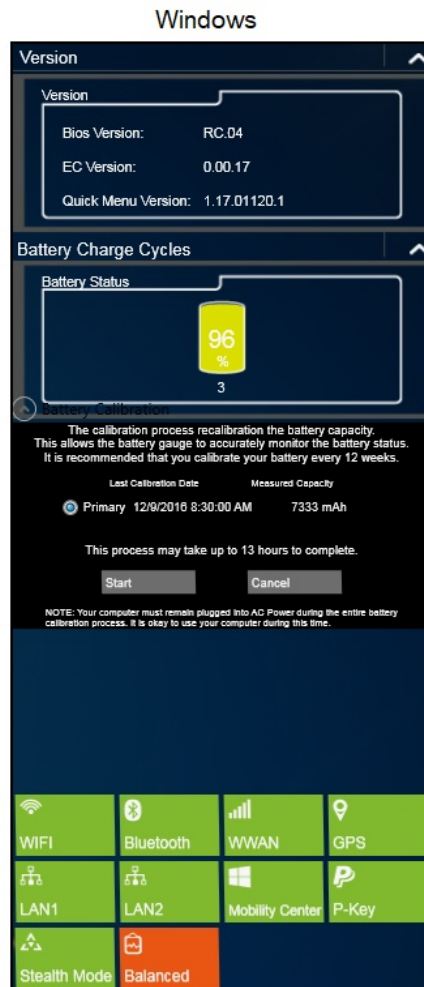 Windows
Version
Version
Bios Version: RC.04
EC Version: 0.00.17
Quick Menu Version: 1.17.01120.1
Battery Charge Cycles
Battery Status
96
%
3
Battery Calibration
The calibration process recalibration the battery capacity.
This allows the battery gauge to accurately monitor the battery status.
It is recommended that you calibrate your battery every 12 weeks.
Last Calibration Date Measured Capacity
Primary 12/9/2016 8:30:00 AM 7333 mAh
This process may take up to 13 hours to complete.
Start Cancel
NOTE: Your computer must remain plugged into AC Power during the entire battery
calibration process. It is okay to use your computer during this time.
WIFI Bluetooth WWAN GPS
LAN1 LAN2 Mobility Center P-Key
Stealth Mode Balanced